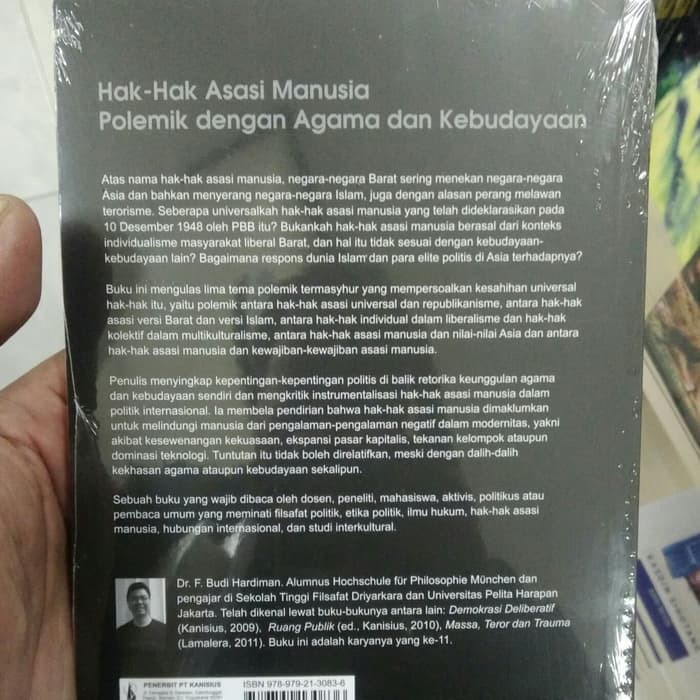 Hak-Hak Asasi Manusia
Polemik dengan Agama dan Kebudayaan
Atas nama hak-hak asasi manusia, negara-negara Barat sering menekan negara-negara
Asia dan bahkan menyerang negara-negara Islam, juga dengan alasan perang melawan
terorisme. Seberapa universalkah hak-hak asasi manusia yang telah dideklarasikan pada
10 Desember 1948 oleh PBB itu? Bukankah hak-hak asasi manusia berasal dari konteks
individualisme masyarakat liberal Barat, dan hal itu tidak sesuai dengan kebudayaan-
kebudayaan lain? Bagaimana respons dunia Islam dan para elite politis di Asia terhadapnya?
Buku ini mengulas lima tema polemik termasyhur yang mempersoalkan kesahihan universal
hak-hak itu, yaitu polemik antara hak-hak asasi universal dan republikanisme, antara hak-hak
asasi versi Barat dan versi Islam, antara hak-hak individual dalam liberalisme dan hak-hak
kolektif dalam multikulturalisme, antara hak-hak asasi manusia dan nilai-nilai Asia dan antara
hak-hak asasi manusia dan kewajiban-kewajiban asasi manusia.
Penulis menyingkap kepentingan-kepentingan politis di balik retorika keunggulan agama
dan kebudayaan sendiri dan mengkritik instrumentalisasi hak-hak asasi manusia dalam
politik internasional. Ia membela pendirian bahwa hak-hak asasi manusia dimaklumkan
untuk melindungi manusia dari pengalaman-pengalaman negatif dalam modernitas, yakni
akibat kesewenangan kekuasaan, ekspansi pasar kapitalis, tekanan kelompok ataupun
dominasi teknologi. Tuntutan itu tidak boleh direlatifkan, meski dengan dalih-dalih
kekhasan agama ataupun kebudayaan sekalipun.
Sebuah buku yang wajib dibaca oleh dosen, peneliti, mahasiswa, aktivis, politikus atau
pembaca umum yang meminati filsafat politik, etika politik, ilmu hukum, hak-hak asasi
manusia, hubungan internasional, dan studi interkultural.
Dr. F. Budi Hardiman. Alumnus Hochschule für Philosophie München dan
pengajar di Sekolah Tinggi Filsafat Driyarkara dan Universitas Pelita Harapan
Jakarta. Telah dikenal lewat buku-bukunya antara lain: Demokrasi Deliberatif
(Kanisius, 2009), Ruang Publik (ed., Kanisius, 2010), Massa, Teror dan Trauma
(Lamalera, 2011). Buku ini adalah karyanya yang ke-11.
PENERBIT PT KANISIUS
ISBN 978-979-21-3083-6